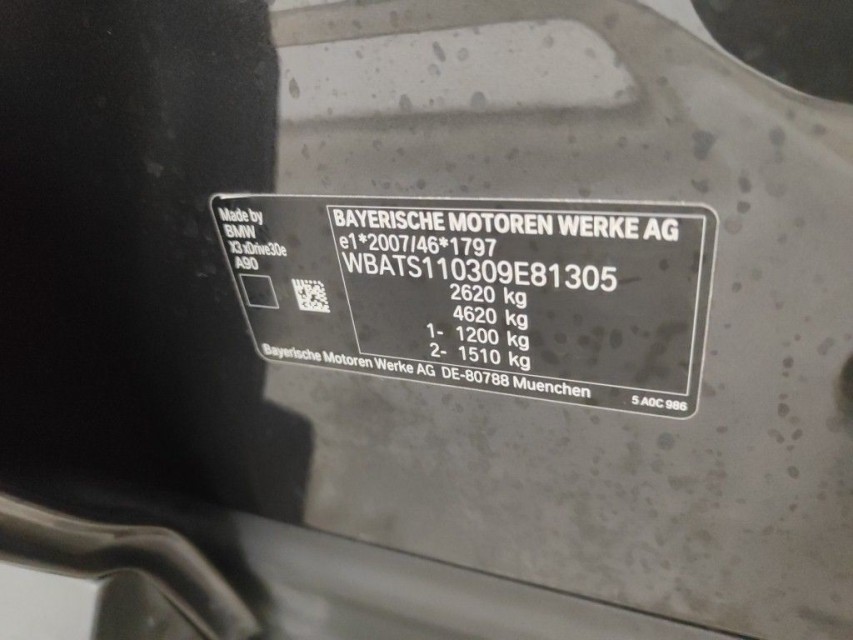 Made by
BMW
X3 xDrive30e
A90
BAYERISCHE MOTOREN WERKE AG
e1*2007/46*1797
WBATS110309E81305
2620 kg
4620 kg
1- 1200 kg
2- 1510 kg
Bayerische Motoren Werke AG DE-80788 Muenchen
5 A0C 986